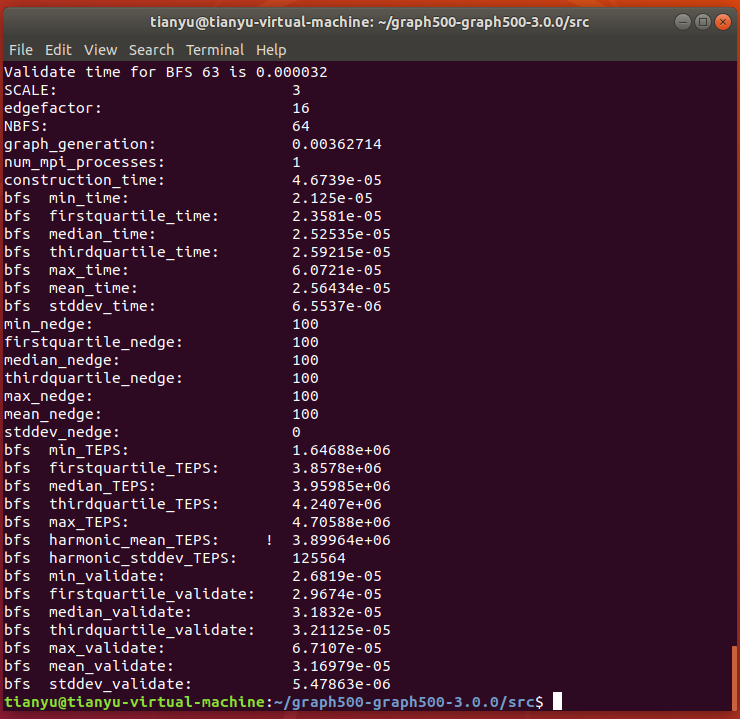 tianyu@tianyu-virtual-machine: ~/graph500-graph500-3.0.0/src
File Edit View Search Terminal Help
Validate time for BFS 63 is 0.000032
SCALE: 3
edgefactor: 16
NBFS: 64
graph_generation: 0.00362714
num_mpi_processes: 1
construction_time: 4.6739e-05
bfs  min_time: 2.125e-05
bfs  firstquartile_time: 2.3581e-05
bfs  median_time: 2.52535e-05
bfs  thirdquartile_time: 2.59215e-05
bfs  max_time: 6.0721e-05
bfs  mean_time: 2.56434e-05
bfs  stddev_time: 6.5537e-06
min_nedge: 100
firstquartile_nedge: 100
median_nedge: 100
thirdquartile_nedge: 100
max_nedge: 100
mean_nedge: 100
stddev_nedge: 0
bfs  min_TEPS: 1.64688e+06
bfs  firstquartile_TEPS: 3.8578e+06
bfs  median_TEPS: 3.95985e+06
bfs  thirdquartile_TEPS: 4.2407e+06
bfs  max_TEPS: 4.70588e+06
bfs  harmonic_mean_TEPS: ! 3.89964e+06
bfs  harmonic_stddev_TEPS: 125564
bfs  min_validate: 2.6819e-05
bfs  firstquartile_validate: 2.9674e-05
bfs  median_validate: 3.1832e-05
bfs  thirdquartile_validate: 3.21125e-05
bfs  max_validate: 6.7107e-05
bfs  mean_validate: 3.16979e-05
bfs  stddev_validate: 5.47863e-06
tianyu@tianyu-virtual-machine:~/graph500-graph500-3.0.0/src$